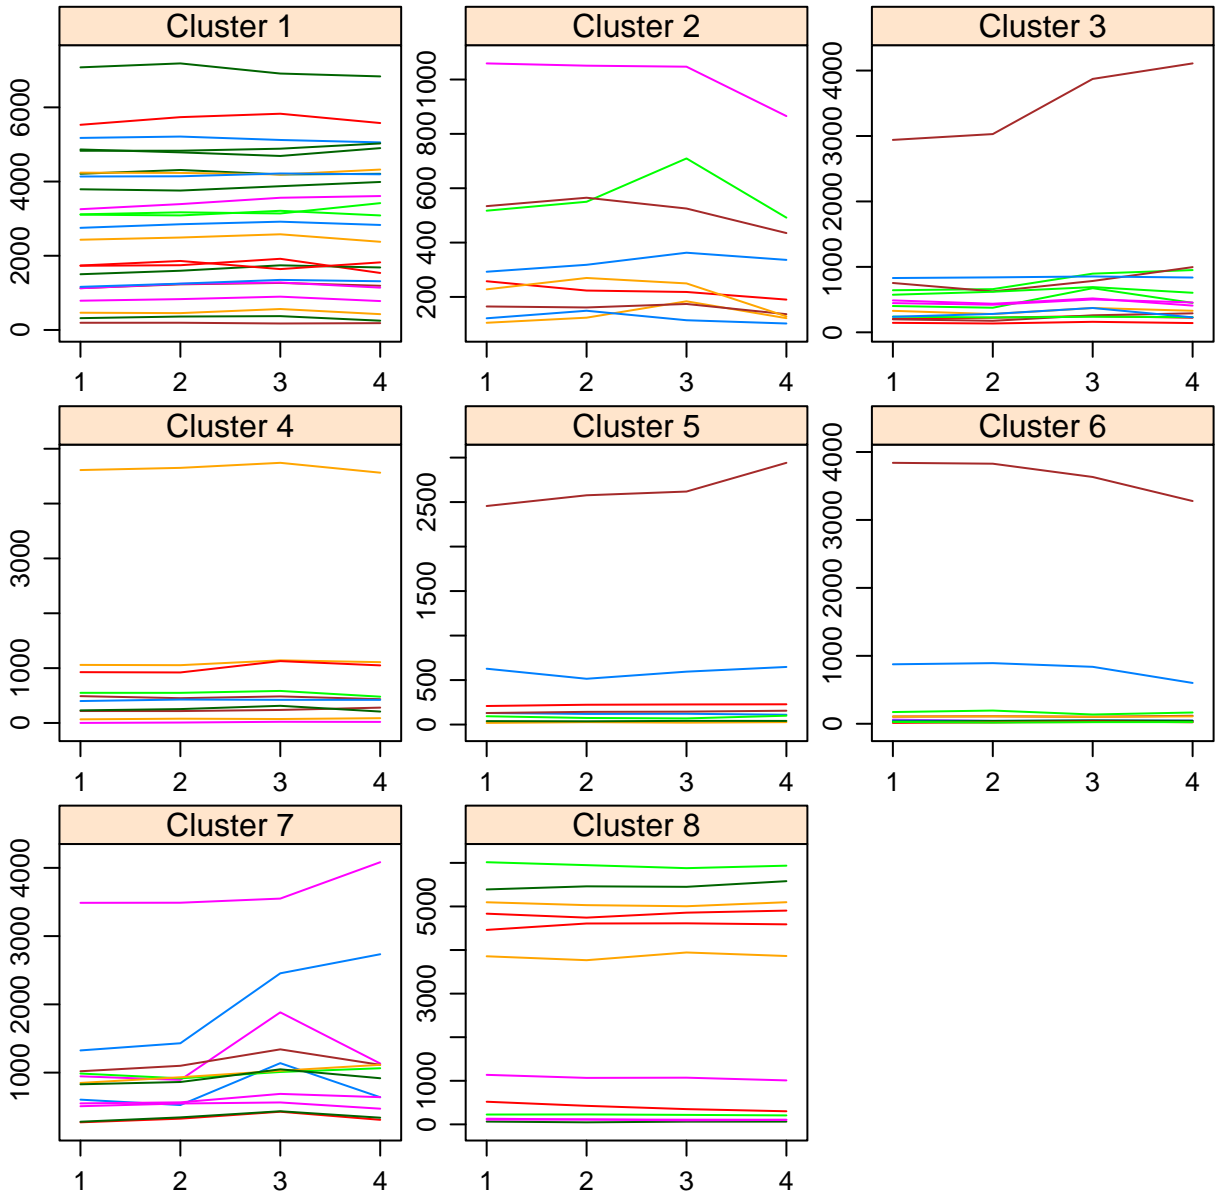 Cluster 1
0 2000 4000 6000
1 2 3 4
Cluster 2
200 400 600 800 1000
1 2 3 4
Cluster 3
0 1000 2000 3000 4000
1 2 3 4
Cluster 4
0 1000 3000
1 2 3 4
Cluster 5
0 500 1500 2500
1 2 3 4
Cluster 6
0 1000 2000 3000 4000
1 2 3 4
Cluster 7
1000 2000 3000 4000
1 2 3 4
Cluster 8
0 1000 3000 5000
1 2 3 4